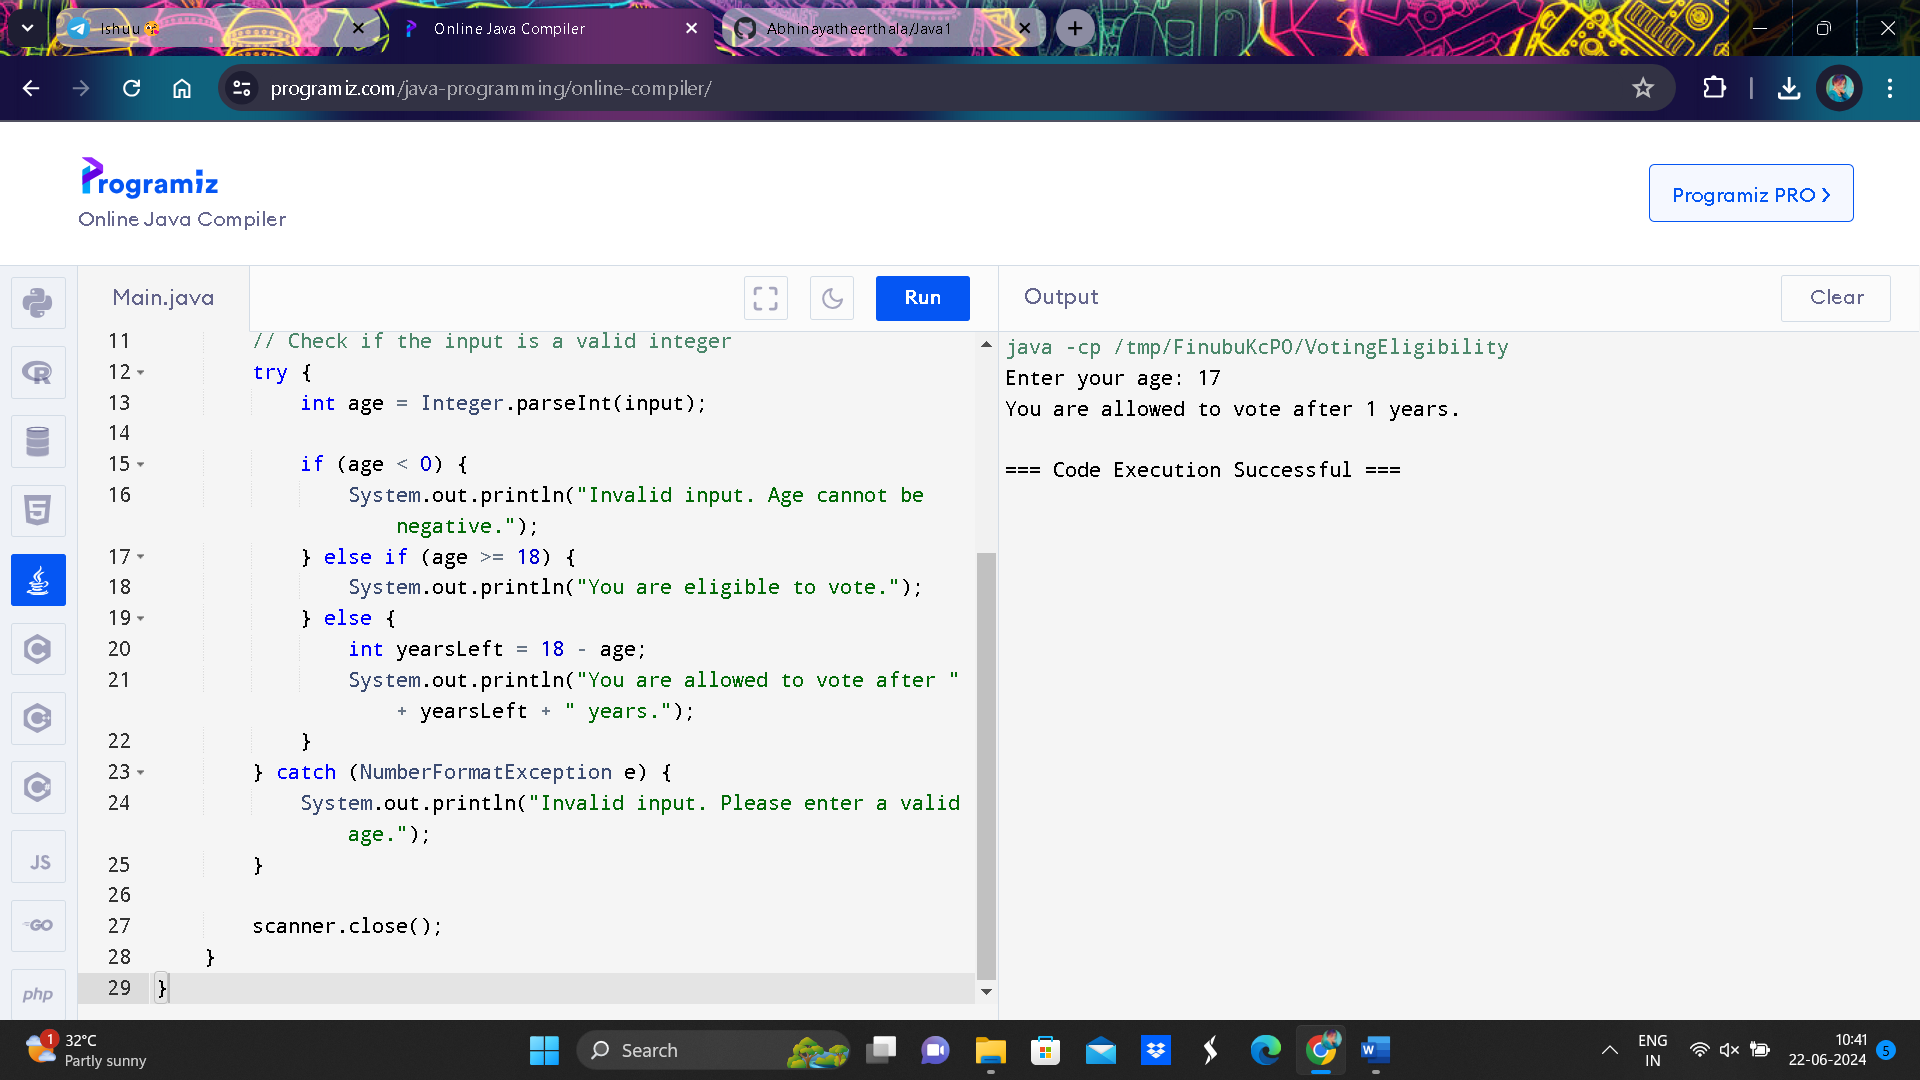 Ishuu 😘
Online Java Compiler
Abhinayatheerthala/Java1
programiz.com/java-programming/online-compiler/
Programiz
Online Java Compiler
Programiz PRO
Main.java
Run
Output
Clear
11 // Check if the input is a valid integer
12 try {
13 int age = Integer.parseInt(input);
14
15 if (age < 0) {
16 System.out.println("Invalid input. Age cannot be
negative.");
17 } else if (age >= 18) {
18 System.out.println("You are eligible to vote.");
19 } else {
20 int yearsLeft = 18 - age;
21 System.out.println("You are allowed to vote after "
+ yearsLeft + " years.");
22 }
23 } catch (NumberFormatException e) {
24 System.out.println("Invalid input. Please enter a valid
age.");
25 }
26
27 scanner.close();
28 }
29 }
java -cp /tmp/FinubuKcPO/VotingEligibility
Enter your age: 17
You are allowed to vote after 1 years.
=== Code Execution Successful ===
R
5
C
C++
C#
JS
GO
php
1
32°C
Partly sunny
Search
W
ENG
IN
10:41
22-06-2024
5